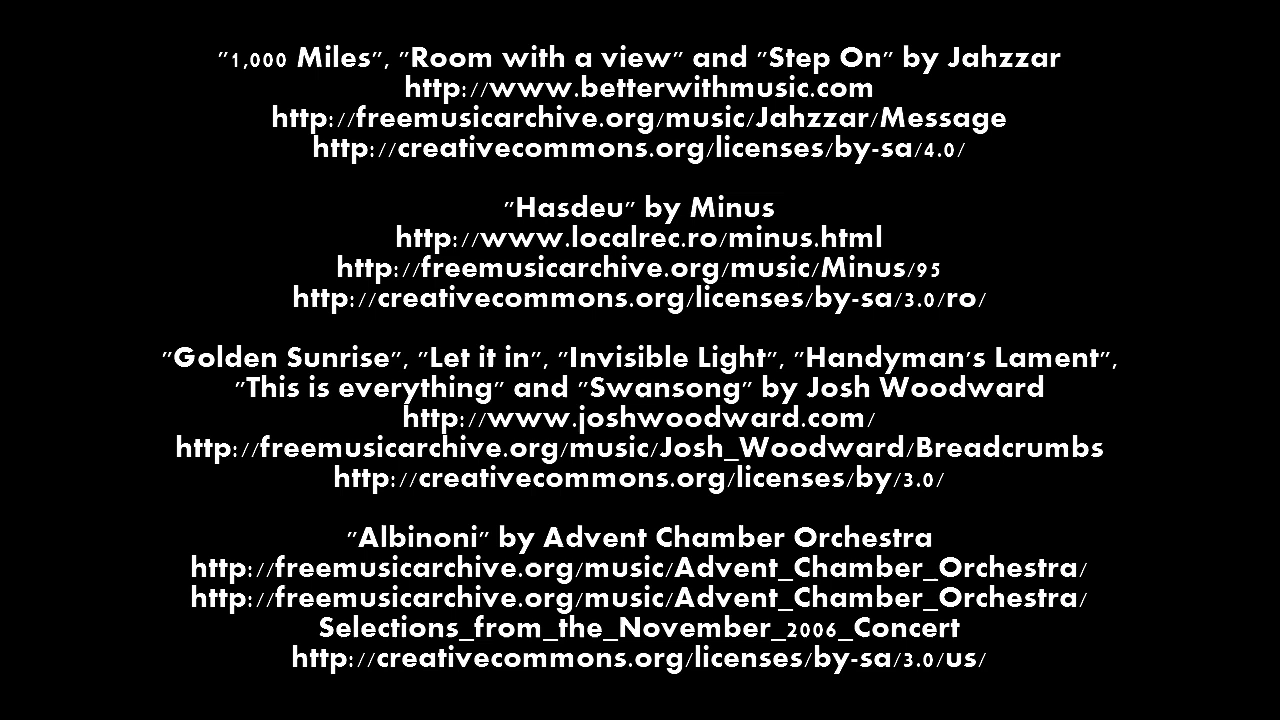 "1,000 Miles", "Room with a view" and "Step On" by Jahzzar
http://www.betterwithmusic.com
http://freemusicarchive.org/music/Jahzzar/Message
http://creativecommons.org/licenses/by-sa/4.0/
"Hasdeu" by Minus
http://www.localrec.ro/minus.html
http://freemusicarchive.org/music/Minus/95
http://creativecommons.org/licenses/by-sa/3.0/ro/
"Golden Sunrise", "Let it in", "Invisible Light", "Handyman's Lament",
"This is everything" and "Swansong" by Josh Woodward
http://www.joshwoodward.com/
http://freemusicarchive.org/music/Josh_Woodward/Breadcrumbs
http://creativecommons.org/licenses/by/3.0/
"Albinoni" by Advent Chamber Orchestra
http://freemusicarchive.org/music/Advent_Chamber_Orchestra/
http://freemusicarchive.org/music/Advent_Chamber_Orchestra/
Selections_from_the_November_2006_Concert
http://creativecommons.org/licenses/by-sa/3.0/us/